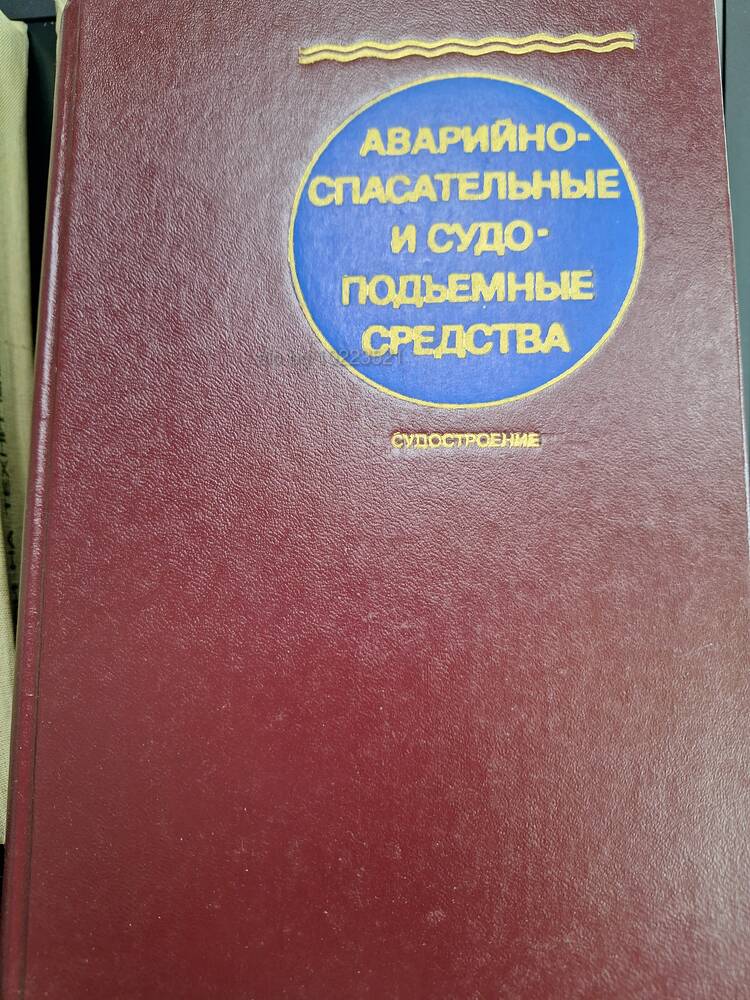 АВАРИЙНО-
СПАСАТЕЛЬНЫЕ
И СУДО-
ПОДЪЕМНЫЕ
СРЕДСТВА
СУДОСТРОЕНИЕ